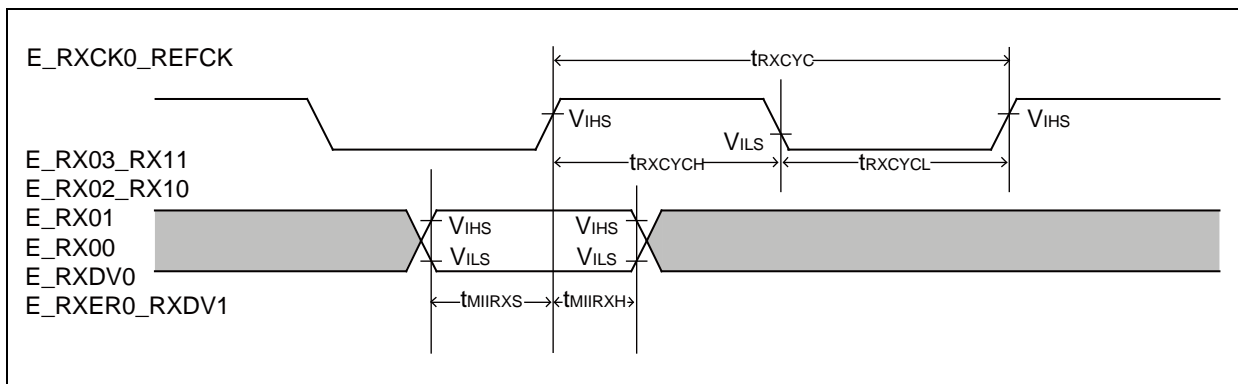 E_RXCK0_REFCK
tRXCYC
VIHS
VILS
VIHS
E_RX03_RX11
tRXCYCH
tRXCYCL
E_RX02_RX10
E_RX01
VIHS
VIHS
E_RX00
VILS
VILS
E_RXDV0
E_RXER0_RXDV1
tMIIRXS
tMIIRXH